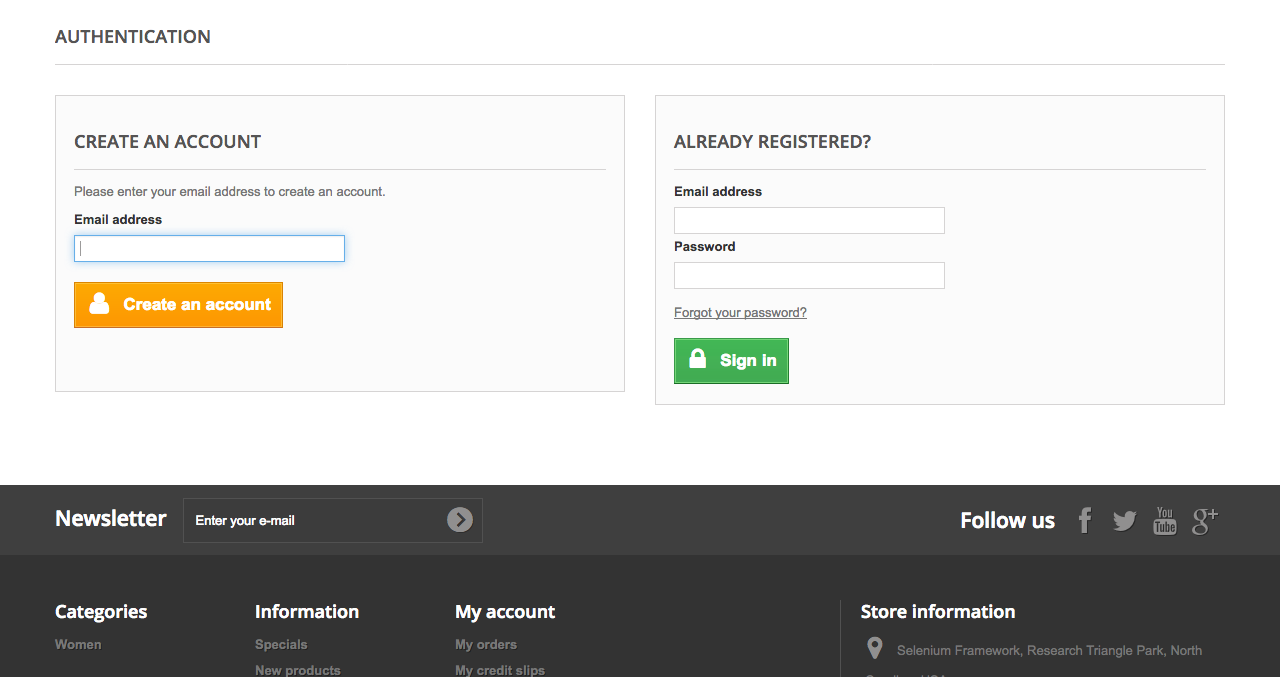 AUTHENTICATION
CREATE AN ACCOUNT
Please enter your email address to create an account.
Email address
Create an account
ALREADY REGISTERED?
Email address
Password
Forgot your password?
Sign in
Newsletter
Enter your e-mail
Follow us
You
Tube
g+
Categories
Women
Information
Specials
New products
My account
My orders
My credit slips
Store information
Selenium Framework, Research Triangle Park, North